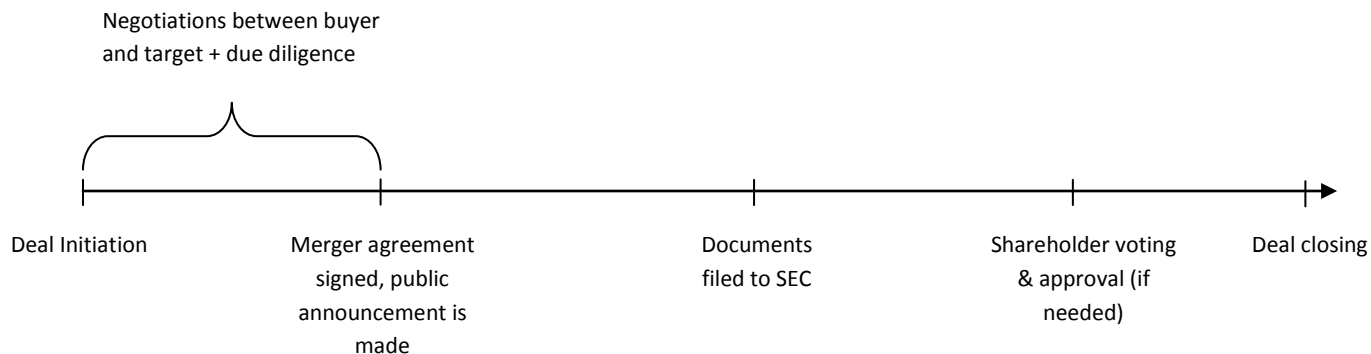 Negotiations between buyer
and target + due diligence
Deal Initiation
Merger agreement
signed, public
announcement is
made
Documents
filed to SEC
Shareholder voting
& approval (if
needed)
Deal closing